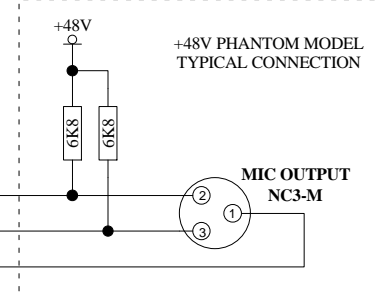 +48V
+48V PHANTOM MODEL
TYPICAL CONNECTION
6K8
6K8
MIC OUTPUT
NC3-M
2
1
3